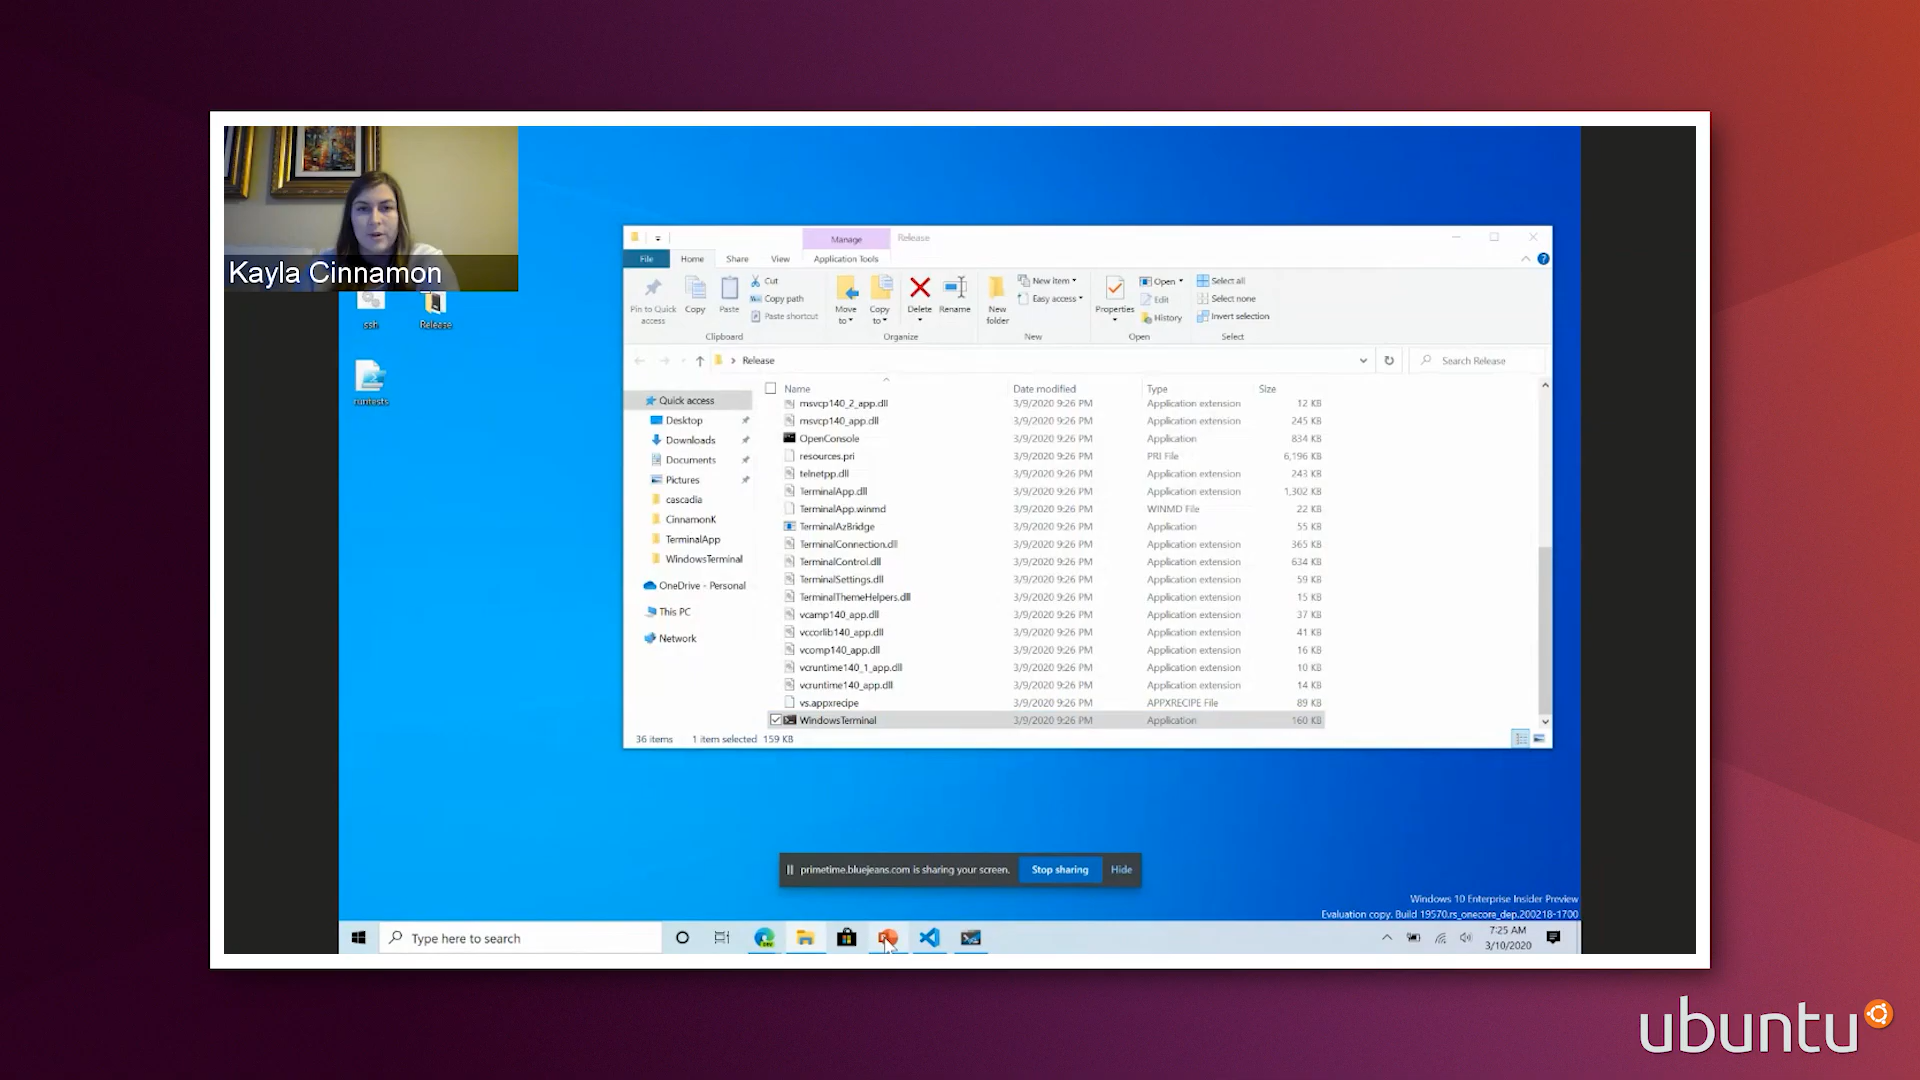 Kayla Cinnamon
ssh
Release
runtests
Manage
Release
File
Home
Share
View
Application Tools
Pin to Quick access
Copy
Paste
Cut
Copy path
Paste shortcut
Move to
Copy to
Delete
Rename
New folder
New item
Easy access
Properties
Open
Edit
History
Select all
Select none
Invert selection
Clipboard
Organize
New
Open
Select
Release
Search Release
Quick access
Desktop
Downloads
Documents
Pictures
cascadia
CinnamonK
TerminalApp
WindowsTerminal
OneDrive - Personal
This PC
Network
Name Date modified Type Size
msvcp140_2_app.dll 3/9/2020 9:26 PM Application extension 12 KB
msvcp140_app.dll 3/9/2020 9:26 PM Application extension 245 KB
OpenConsole 3/9/2020 9:26 PM Application 834 KB
resources.pri 3/9/2020 9:26 PM PRI File 6,196 KB
telnetpp.dll 3/9/2020 9:26 PM Application extension 243 KB
TerminalApp.dll 3/9/2020 9:26 PM Application extension 1,302 KB
TerminalApp.winmd 3/9/2020 9:26 PM WINMD File 22 KB
TerminalAzBridge 3/9/2020 9:26 PM Application 55 KB
TerminalConnection.dll 3/9/2020 9:26 PM Application extension 365 KB
TerminalControl.dll 3/9/2020 9:26 PM Application extension 634 KB
TerminalSettings.dll 3/9/2020 9:26 PM Application extension 59 KB
TerminalThemeHelpers.dll 3/9/2020 9:26 PM Application extension 15 KB
vcamp140_app.dll 3/9/2020 9:26 PM Application extension 37 KB
vccorlib140_app.dll 3/9/2020 9:26 PM Application extension 41 KB
vcomp140_app.dll 3/9/2020 9:26 PM Application extension 16 KB
vcruntime140_1_app.dll 3/9/2020 9:26 PM Application extension 10 KB
vcruntime140_app.dll 3/9/2020 9:26 PM Application extension 14 KB
vs.appxrecipe 3/9/2020 9:26 PM APPXRECIPE File 89 KB
WindowsTerminal 3/9/2020 9:26 PM Application 160 KB
36 items 1 item selected 159 KB
primetime.bluejeans.com is sharing your screen. Stop sharing Hide
Windows 10 Enterprise Insider Preview
Evaluation copy. Build 19570.rs_onecore_dep.200218-1700
Type here to search
7:25 AM
3/10/2020
ubuntu